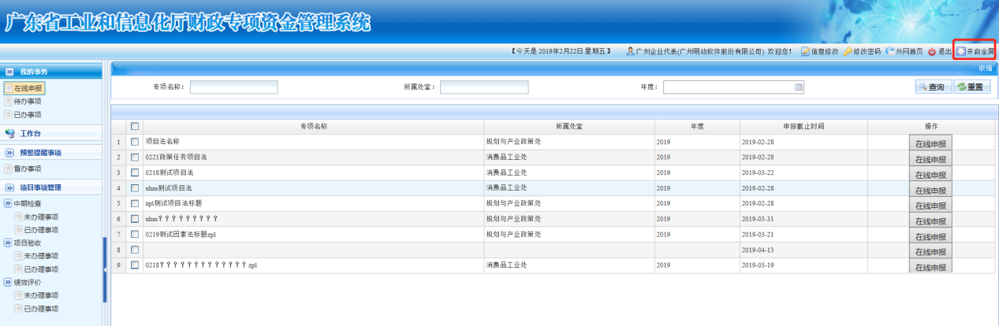 广东省工业和信息化厅财政专项资金管理系统
【今天是 2019年2月22日 星期五】 广州企业代表(广州明动软件股份有限公司) 欢迎您! 信息修改 修改密码 外网首页 退出 开启全屏
我的事务
在线申报
待办事项
已办事项
工作台
预警提醒事项
督办事项
项目事项管理
中期检查
未办理事项
已办理事项
项目验收
未办理事项
已办理事项
绩效评价
未办理事项
已办理事项
收缩
专项名称: 所属处室: 年度: 查询 重置
专项名称 所属处室 年度 申报截止时间 操作
1 项目法名称 规划与产业政策处 2019 2019-02-28 在线申报
2 0221政策任务项目法 消费品工业处 2019 2019-02-28 在线申报
3 0218测试项目法 消费品工业处 2019 2019-03-22 在线申报
4 xhm测试项目法 消费品工业处 2019 2019-02-28 在线申报
5 zpl测试项目法标题 规划与产业政策处 2019 2019-02-28 在线申报
6 xhm????????? 规划与产业政策处 2019 2019-03-31 在线申报
7 0219测试因素法标题zpl 规划与产业政策处 2019 2019-03-21 在线申报
8 2019-04-13 在线申报
9 0218?????????????zpl 消费品工业处 2019 2019-03-19 在线申报